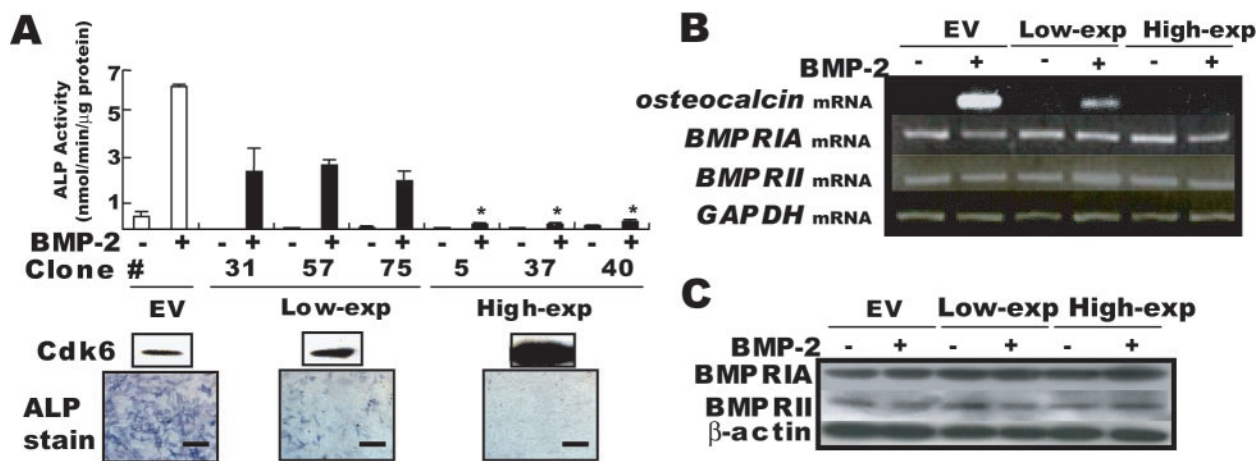 A
ALP Activity
(nmol/min/μg protein)
7
5
3
1
* * *
BMP-2 - + - + - + - + - + - + - +
Clone # 31 57 75 5 37 40
EV Low-exp High-exp
Cdk6
ALP
stain
B
EV Low-exp High-exp
BMP-2 - + - + - +
osteocalcin mRNA
BMPRIA mRNA
BMPRII mRNA
GAPDH mRNA
C
EV Low-exp High-exp
BMP-2 - + - + - +
BMPRIA
BMPRII
β-actin